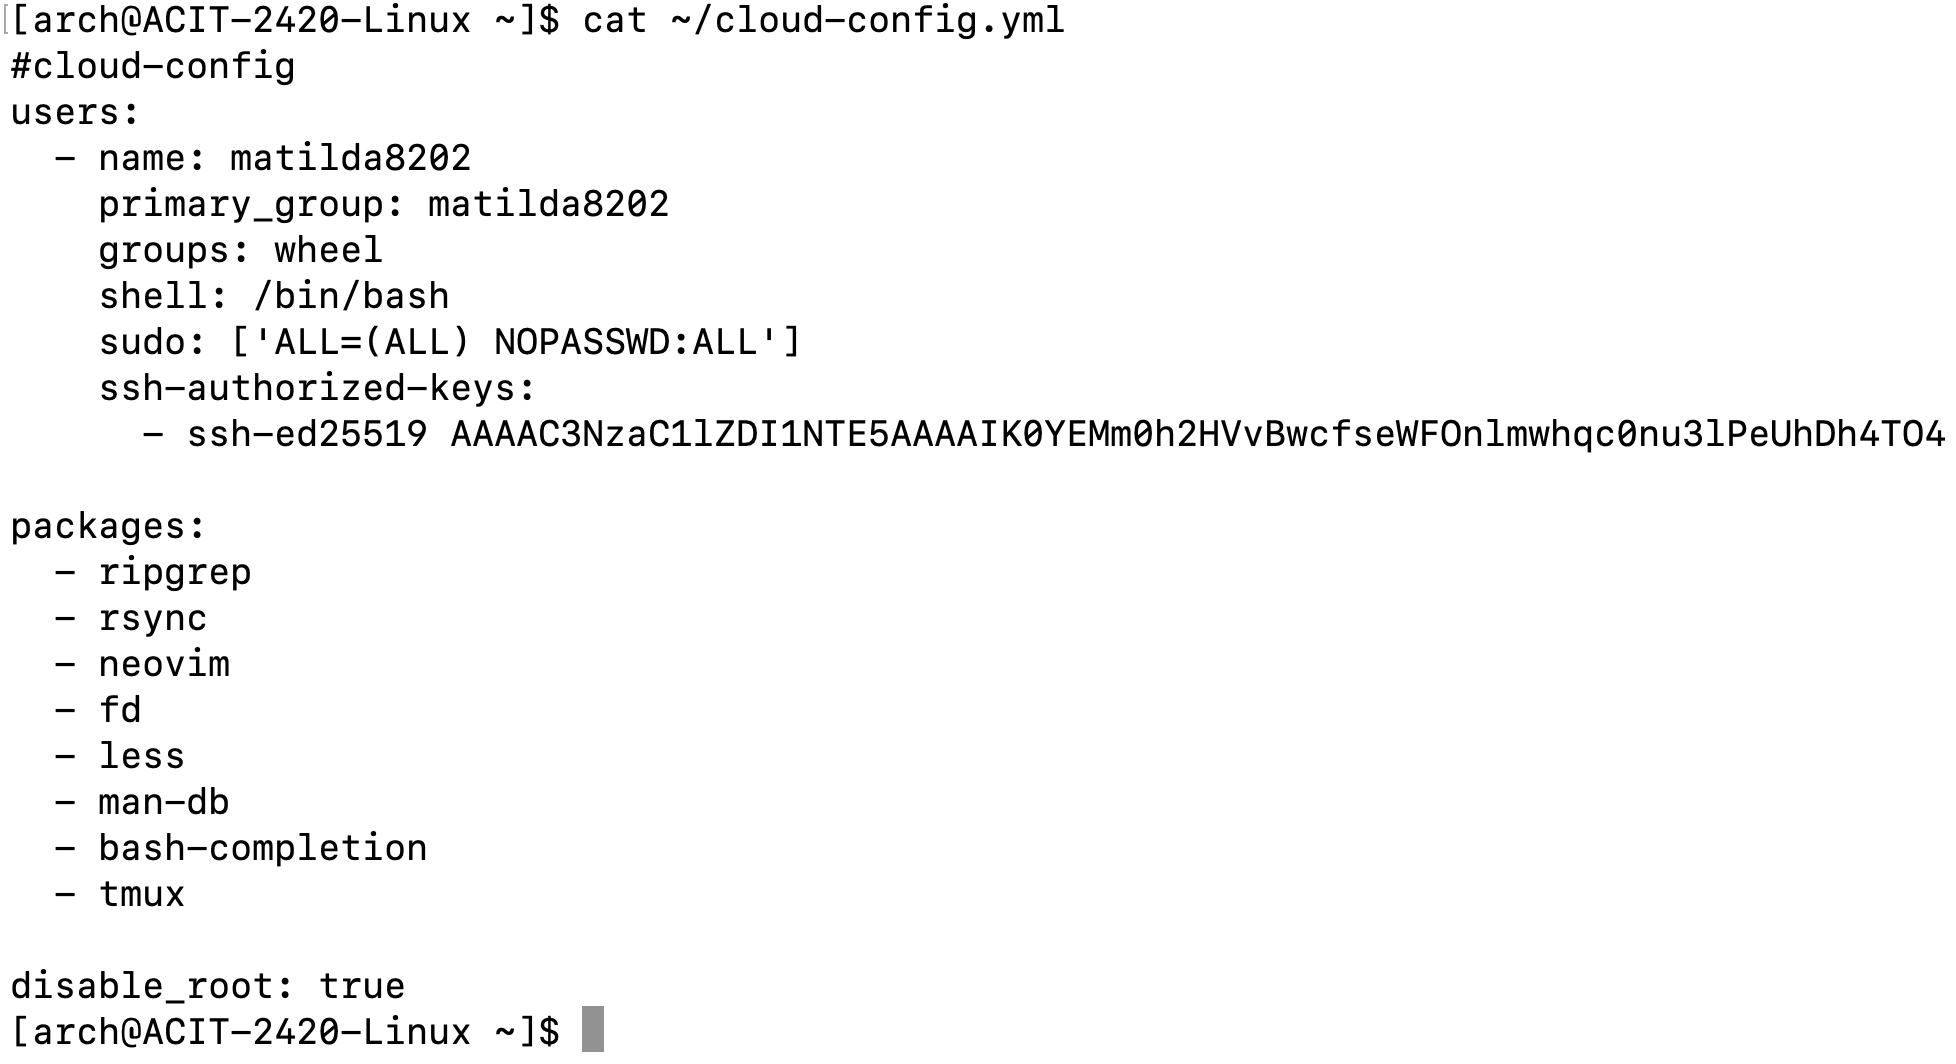 [arch@ACIT-2420-Linux ~]$ cat ~/cloud-config.yml
#cloud-config
users:
  - name: matilda8202
    primary_group: matilda8202
    groups: wheel
    shell: /bin/bash
    sudo: ['ALL=(ALL) NOPASSWD:ALL']
    ssh-authorized-keys:
      - ssh-ed25519 AAAAC3NzaC1lZDI1NTE5AAAAIK0YEMm0h2HVvBwcfseWFOnlmwhqc0nu3lPeUhDh4TO4

packages:
  - ripgrep
  - rsync
  - neovim
  - fd
  - less
  - man-db
  - bash-completion
  - tmux

disable_root: true
[arch@ACIT-2420-Linux ~]$